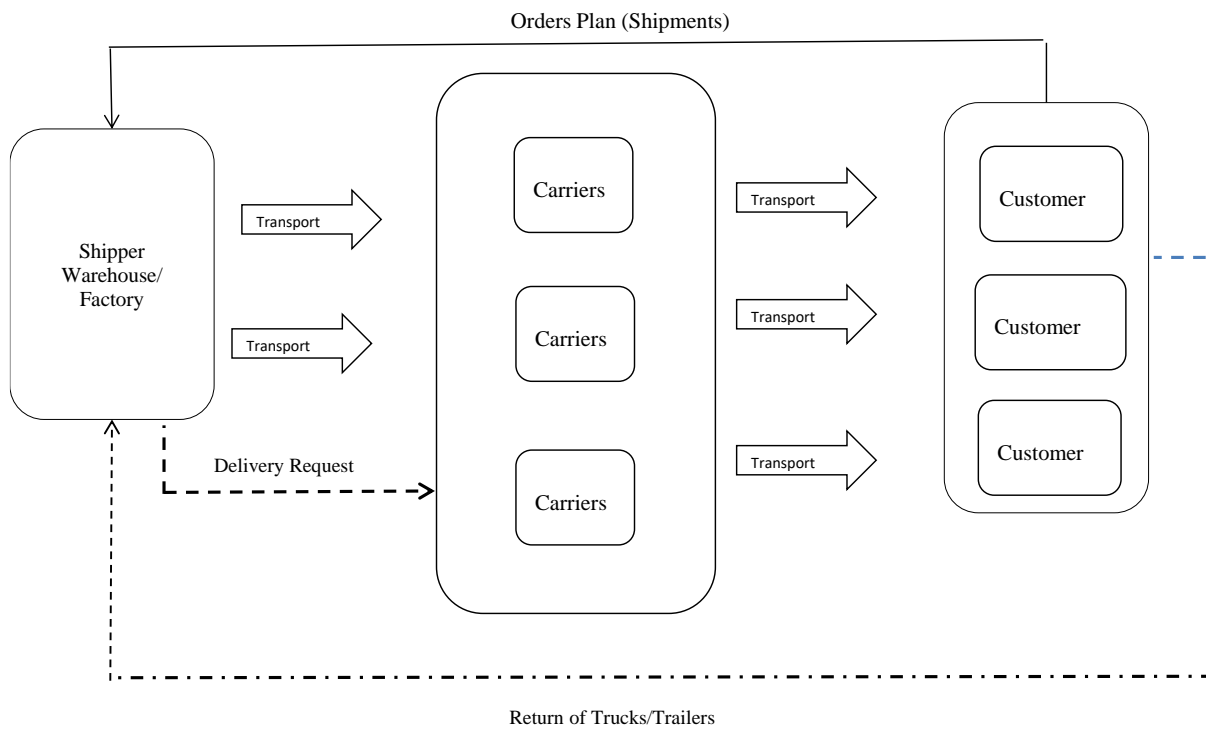 Orders Plan (Shipments)
Shipper
Warehouse/
Factory
Transport
Transport
Delivery Request
Carriers
Carriers
Carriers
Transport
Transport
Transport
Customer
Customer
Customer
Return of Trucks/Trailers